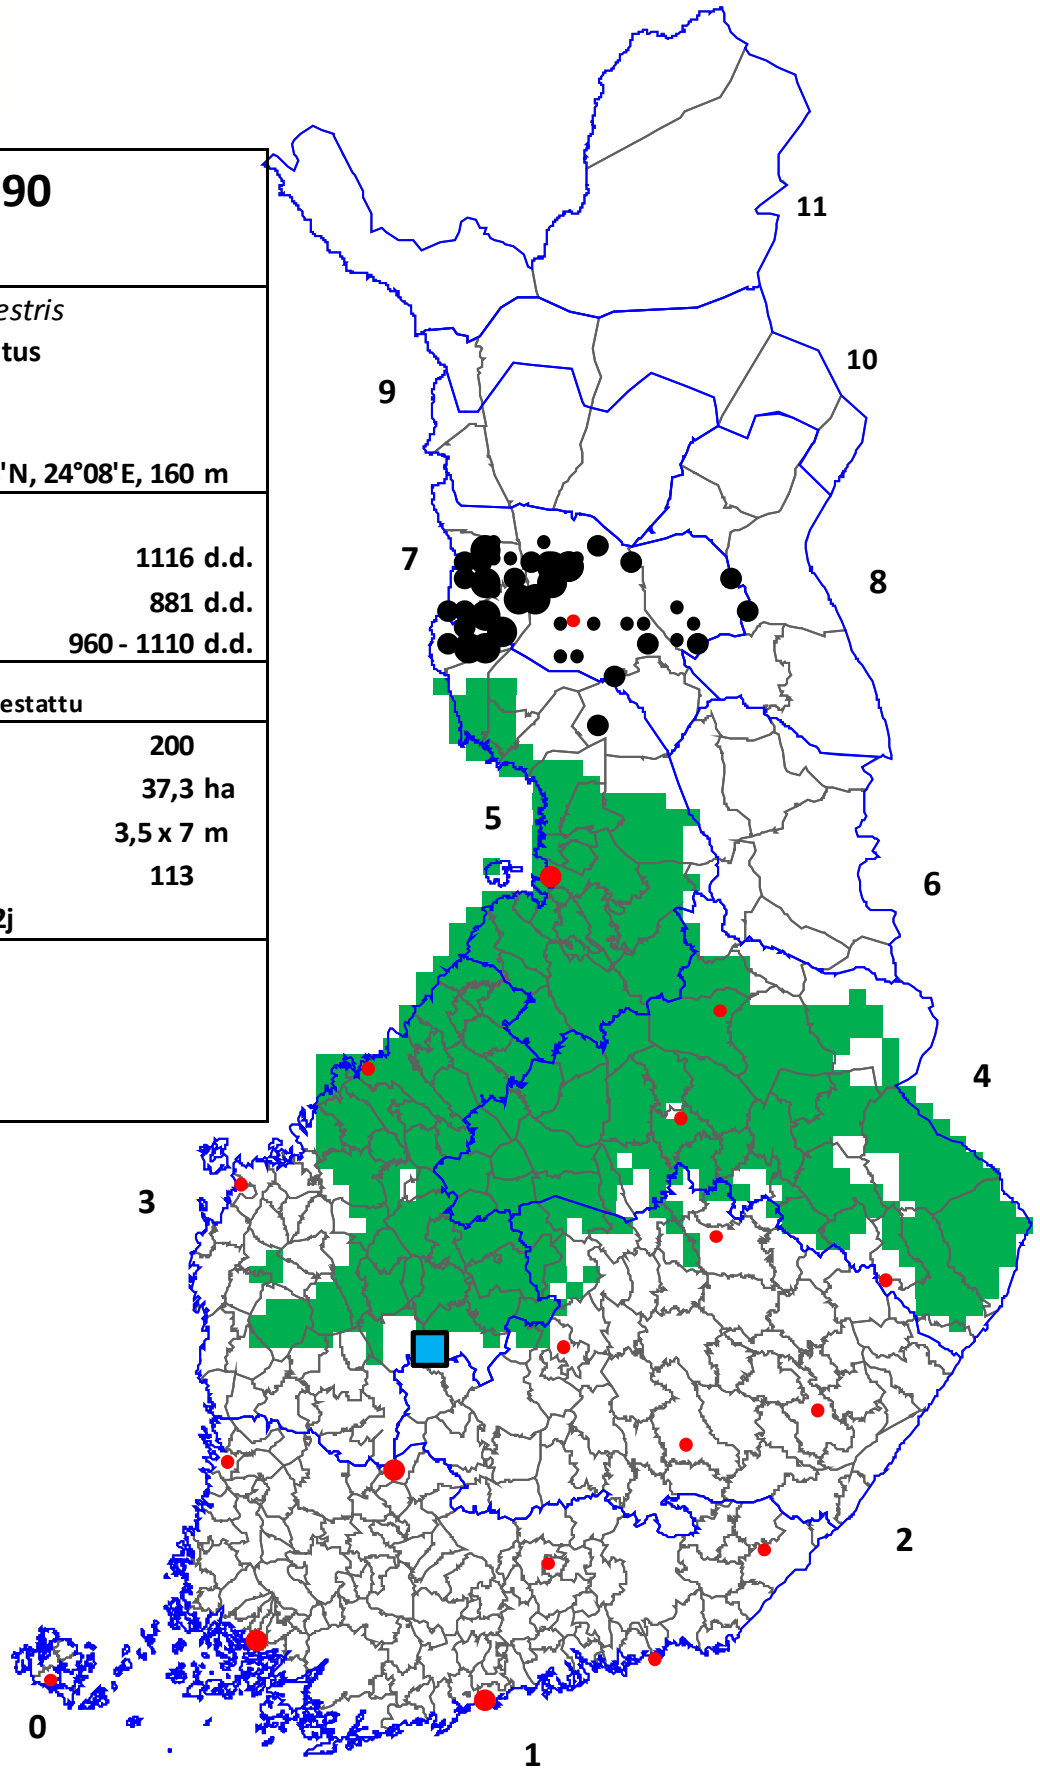 90
estris
tus
'N, 24°08'E, 160 m
1116 d.d.
881 d.d.
960 - 1110 d.d.
estattu
200
37,3 ha
3,5 x 7 m
113
2j
11
10
9
7
8
5
6
4
3
2
0
1